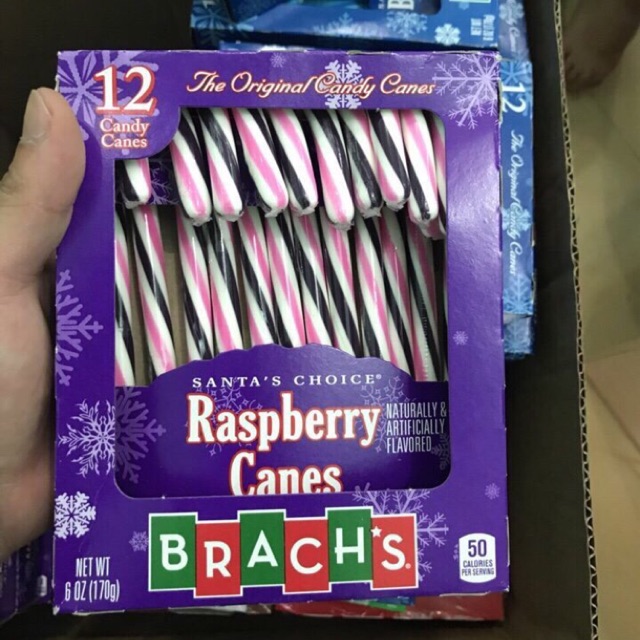 12
Candy
Canes
The Original Candy Canes
SANTA'S CHOICE®
Raspberry
Canes
NATURALLY &
ARTIFICIALLY
FLAVORED
BRACH'S.
NET WT
6 OZ (170g)
50
CALORIES
PER SERVING
12
The Original Candy Canes